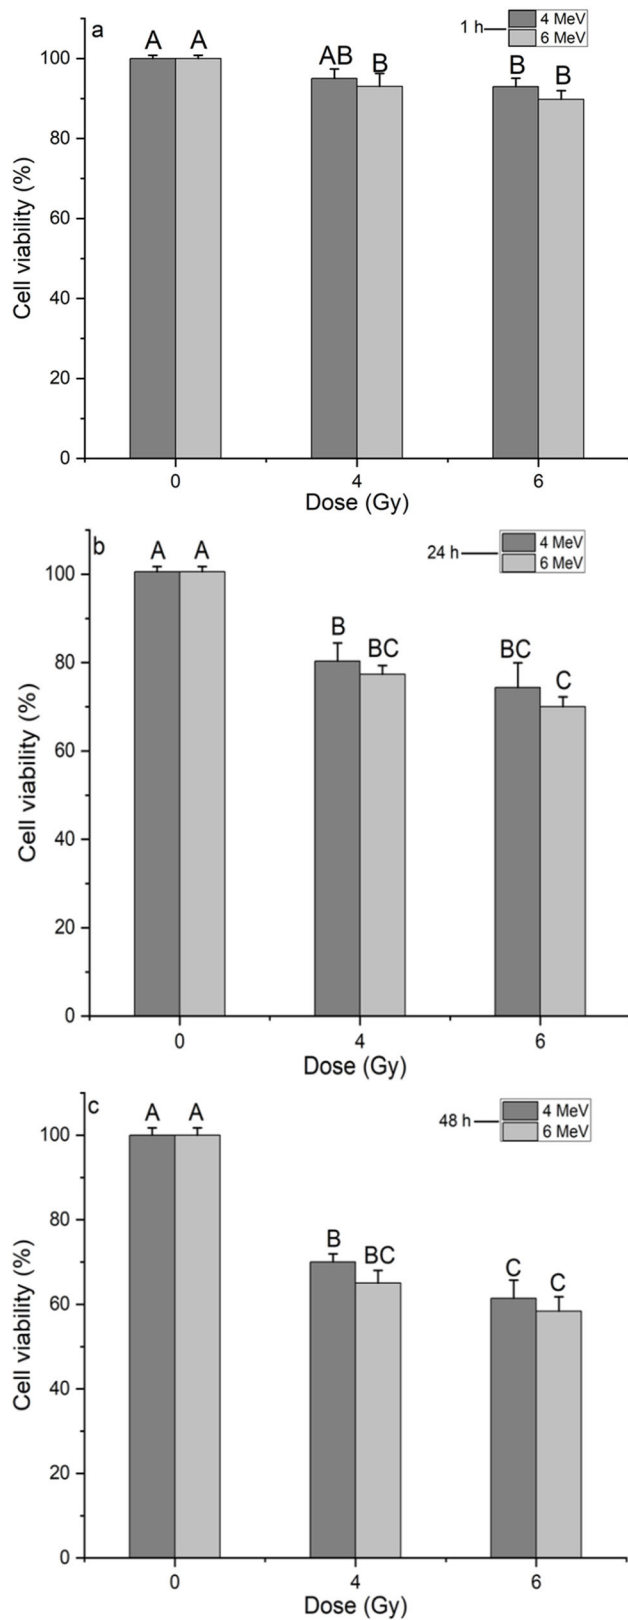 a
1 h
4 MeV
6 MeV
A A AB B B B
100
80
60
40
20
0
Cell viability (%)
0 4 6
Dose (Gy)
b
24 h
4 MeV
6 MeV
A A B BC BC C
100
80
60
40
20
0
Cell viability (%)
0 4 6
Dose (Gy)
c
48 h
4 MeV
6 MeV
A A B BC C C
100
80
60
40
20
0
Cell viability (%)
0 4 6
Dose (Gy)